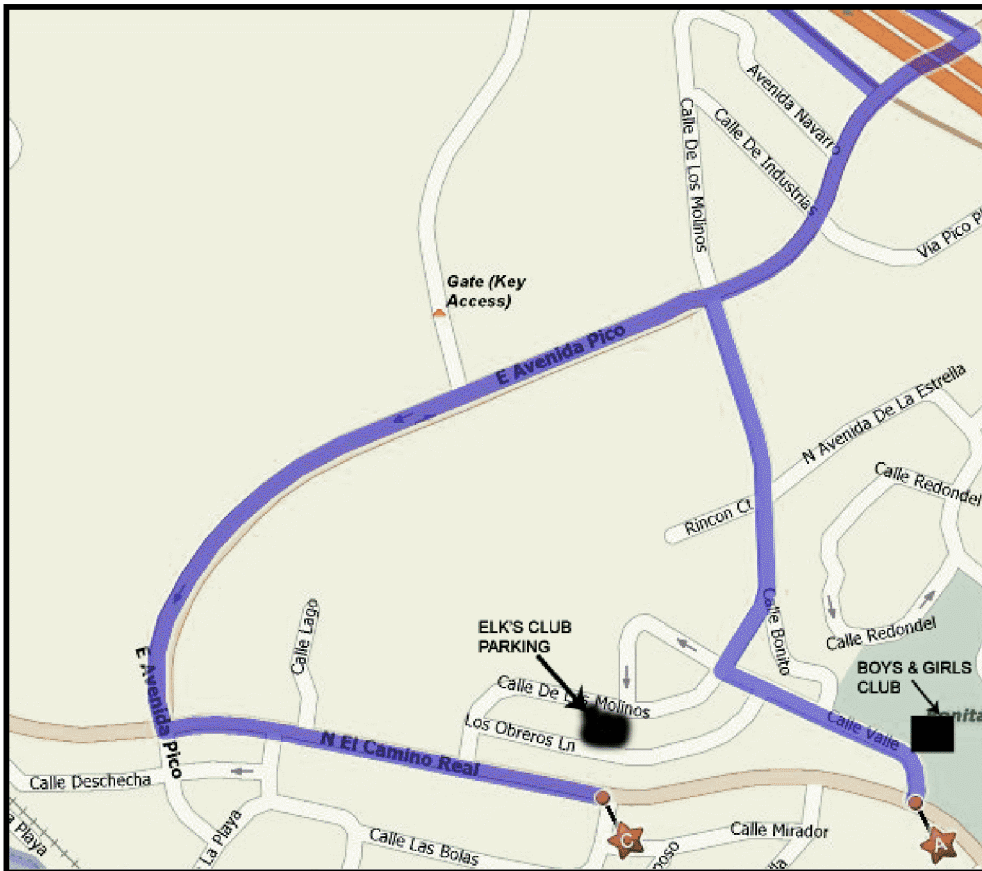 Avenida Navarro
Calle De Los Molinos
Calle De Industrias
Via Pico Pl
Gate (Key
Access)
E Avenida Pico
N Avenida De La Estrella
Calle Redondel
Rincon Ct
Calle Lago
ELK'S CLUB
PARKING
Calle Bonito
Calle Redondel
E Avenida Pico
Calle De Los Molinos
BOYS & GIRLS
CLUB
Los Obreros Ln
Calle Valle
N El Camino Real
Calle Deschecha
La Playa
Calle Las Bolas
Calle Mirador
C
A